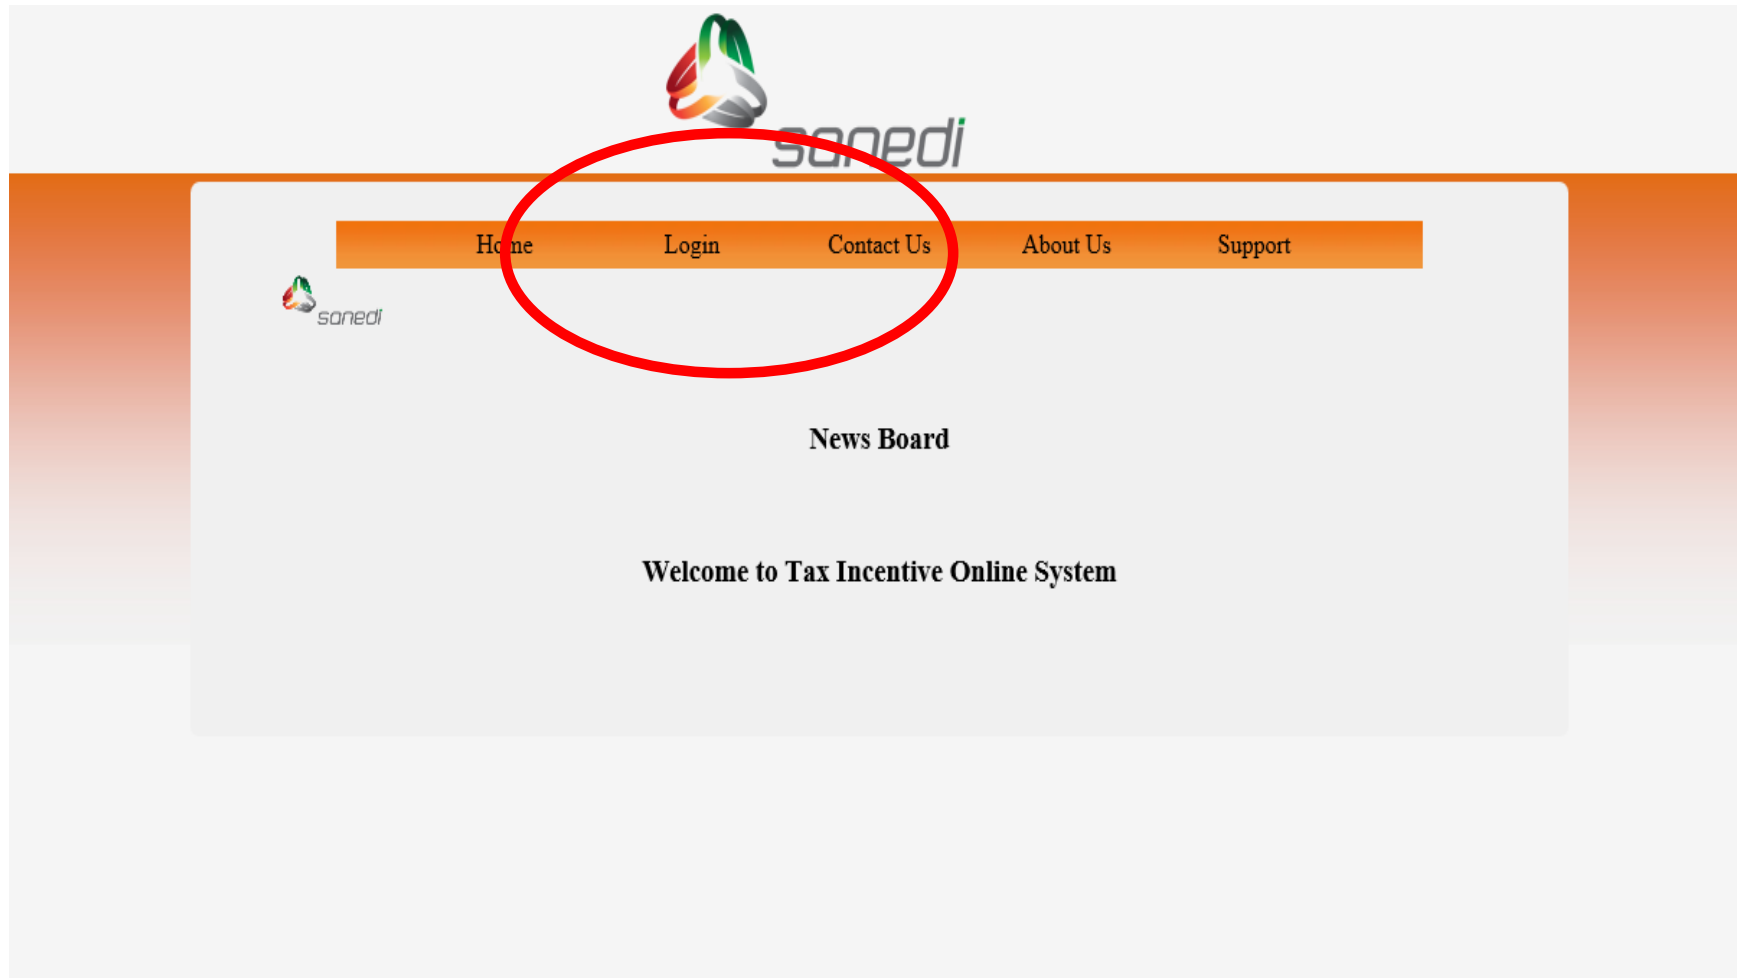 sanedi
Home Login Contact Us About Us Support
sanedi
News Board
Welcome to Tax Incentive Online System